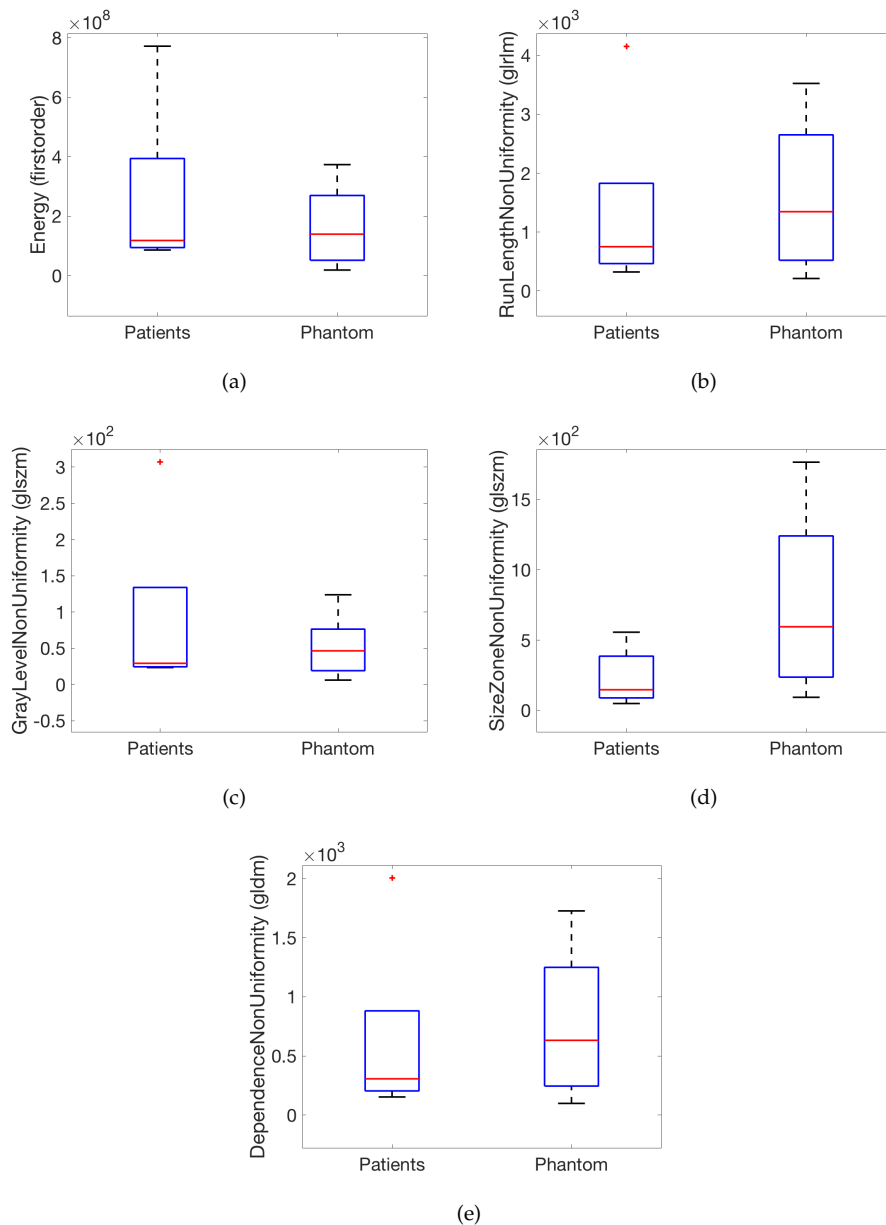 ×10^8
8
6
4
2
0
Energy (firstorder)
Patients
Phantom
(a)
×10^3
4
3
2
1
0
RunLengthNonUniformity (glrlm)
Patients
Phantom
(b)
×10^2
3
2.5
2
1.5
1
0.5
0
-0.5
GrayLevelNonUniformity (glszm)
Patients
Phantom
(c)
×10^2
15
10
5
0
SizeZoneNonUniformity (glszm)
Patients
Phantom
(d)
×10^3
2
1.5
1
0.5
0
DependenceNonUniformity (gldm)
Patients
Phantom
(e)